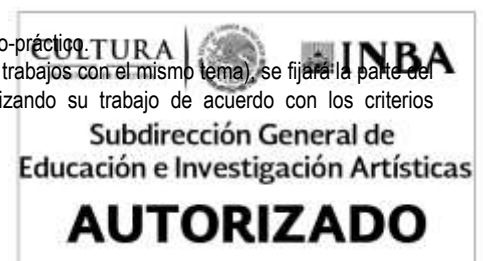 o-práctico.
CULTURA INBA
trabajos con el mismo tema), se fijará la parte del
izando su trabajo de acuerdo con los criterios
Subdirección General de
Educación e Investigación Artísticas
AUTORIZADO